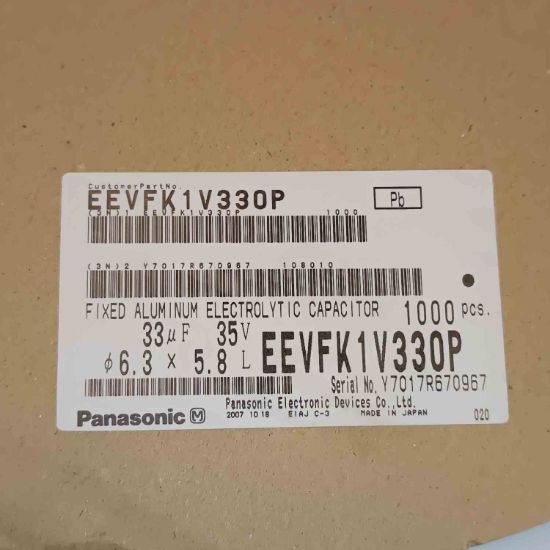 CustomerPartNo.
EEVFK1V330P
Pb
(3N)1 EEVFK1V330P 1000
(3N)2 Y7017R670967 108010
FIXED ALUMINUM ELECTROLYTIC CAPACITOR 1000 pcs.
33μF 35V
ϕ6.3 × 5.8 L EEVFK1V330P
Serial No. Y7017R670967
Panasonic M Panasonic Electronic Devices Co.,Ltd.
2007 10 18 EIAJ C-3 MADE IN JAPAN 020